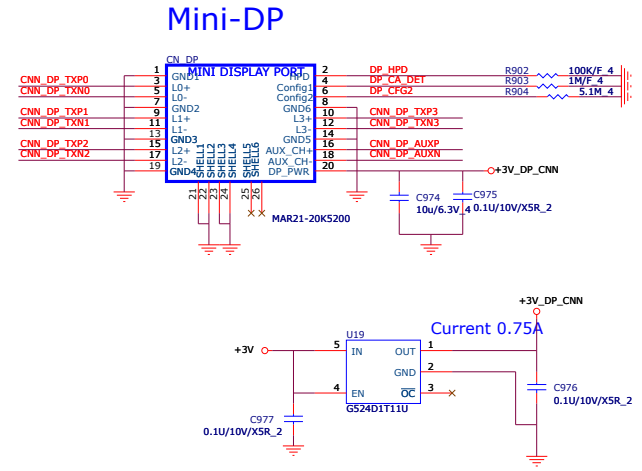 Mini-DP
CN_DP
MINI DISPLAY PORT
1 GND1 HPD 2 DP_HPD R902 100K/F_4
CNN_DP_TXP0 3 L0+ Config1 4 DP_CA_DET R903 1M/F_4
CNN_DP_TXN0 5 L0- Config2 6 DP_CFG2 R904 5.1M_4
7 GND2 GND6 8
CNN_DP_TXP1 9 L1+ L3+ 10 CNN_DP_TXP3
CNN_DP_TXN1 11 L1- L3- 12 CNN_DP_TXN3
13 GND3 GND5 14
CNN_DP_TXP2 15 L2+ AUX_CH+ 16 CNN_DP_AUXP
CNN_DP_TXN2 17 L2- AUX_CH- 18 CNN_DP_AUXN
19 GND4 DP_PWR 20 +3V_DP_CNN
SHELL1 SHELL2 SHELL3 SHELL4 SHELL5 SHELL6
21 22 23 24 25 26
MAR21-20K5200
C974
10u/6.3V_4
C975
0.1U/10V/X5R_2
+3V_DP_CNN
Current 0.75A
U19
+3V 5 IN OUT 1
GND 2
4 EN OC 3
G524D1T11U
C976
0.1U/10V/X5R_2
C977
0.1U/10V/X5R_2